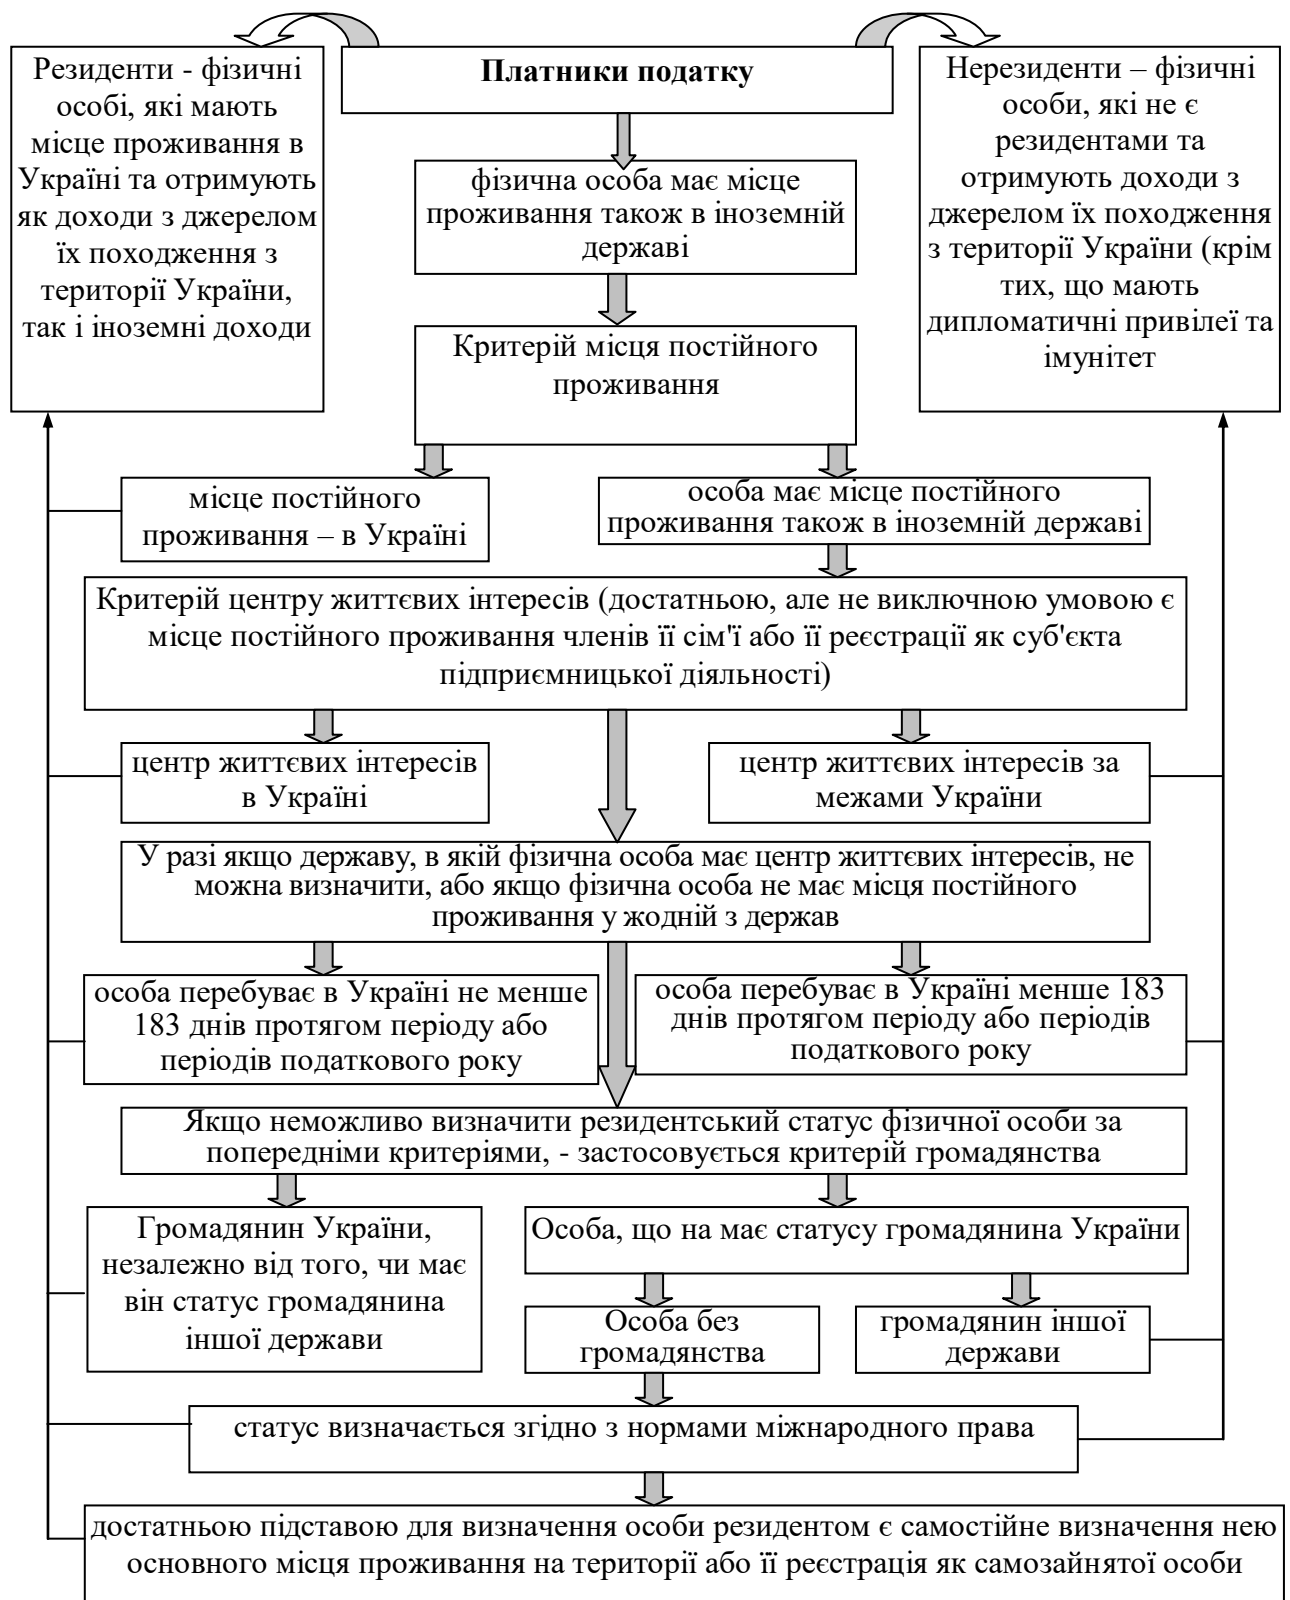 Платники податку
Резиденти - фізичні
особі, які мають
місце проживання в
Україні та отримують
як доходи з джерелом
їх походження з
території України,
так і іноземні доходи
Нерезиденти – фізичні
особи, які не є
резидентами та
отримують доходи з
джерелом їх походження
з території України (крім
тих, що мають
дипломатичні привілеї та
імунітет
фізична особа має місце
проживання також в іноземній
державі
Критерій місця постійного
проживання
місце постійного
проживання – в Україні
особа має місце постійного
проживання також в іноземній державі
Критерій центру життєвих інтересів (достатньою, але не виключною умовою є
місце постійного проживання членів її сім'ї або її реєстрації як суб'єкта
підприємницької діяльності)
центр життєвих інтересів
в Україні
центр життєвих інтересів за
межами України
У разі якщо державу, в якій фізична особа має центр життєвих інтересів, не
можна визначити, або якщо фізична особа не має місця постійного
проживання у жодній з держав
особа перебуває в Україні не менше
183 днів протягом періоду або
періодів податкового року
особа перебуває в Україні менше 183
днів протягом періоду або періодів
податкового року
Якщо неможливо визначити резидентський статус фізичної особи за
попередніми критеріями, - застосовується критерій громадянства
Громадянин України,
незалежно від того, чи має
він статус громадянина
іншої держави
Особа, що на має статусу громадянина України
Особа без
громадянства
громадянин іншої
держави
статус визначається згідно з нормами міжнародного права
достатньою підставою для визначення особи резидентом є самостійне визначення нею
основного місця проживання на території або її реєстрація як самозайнятої особи